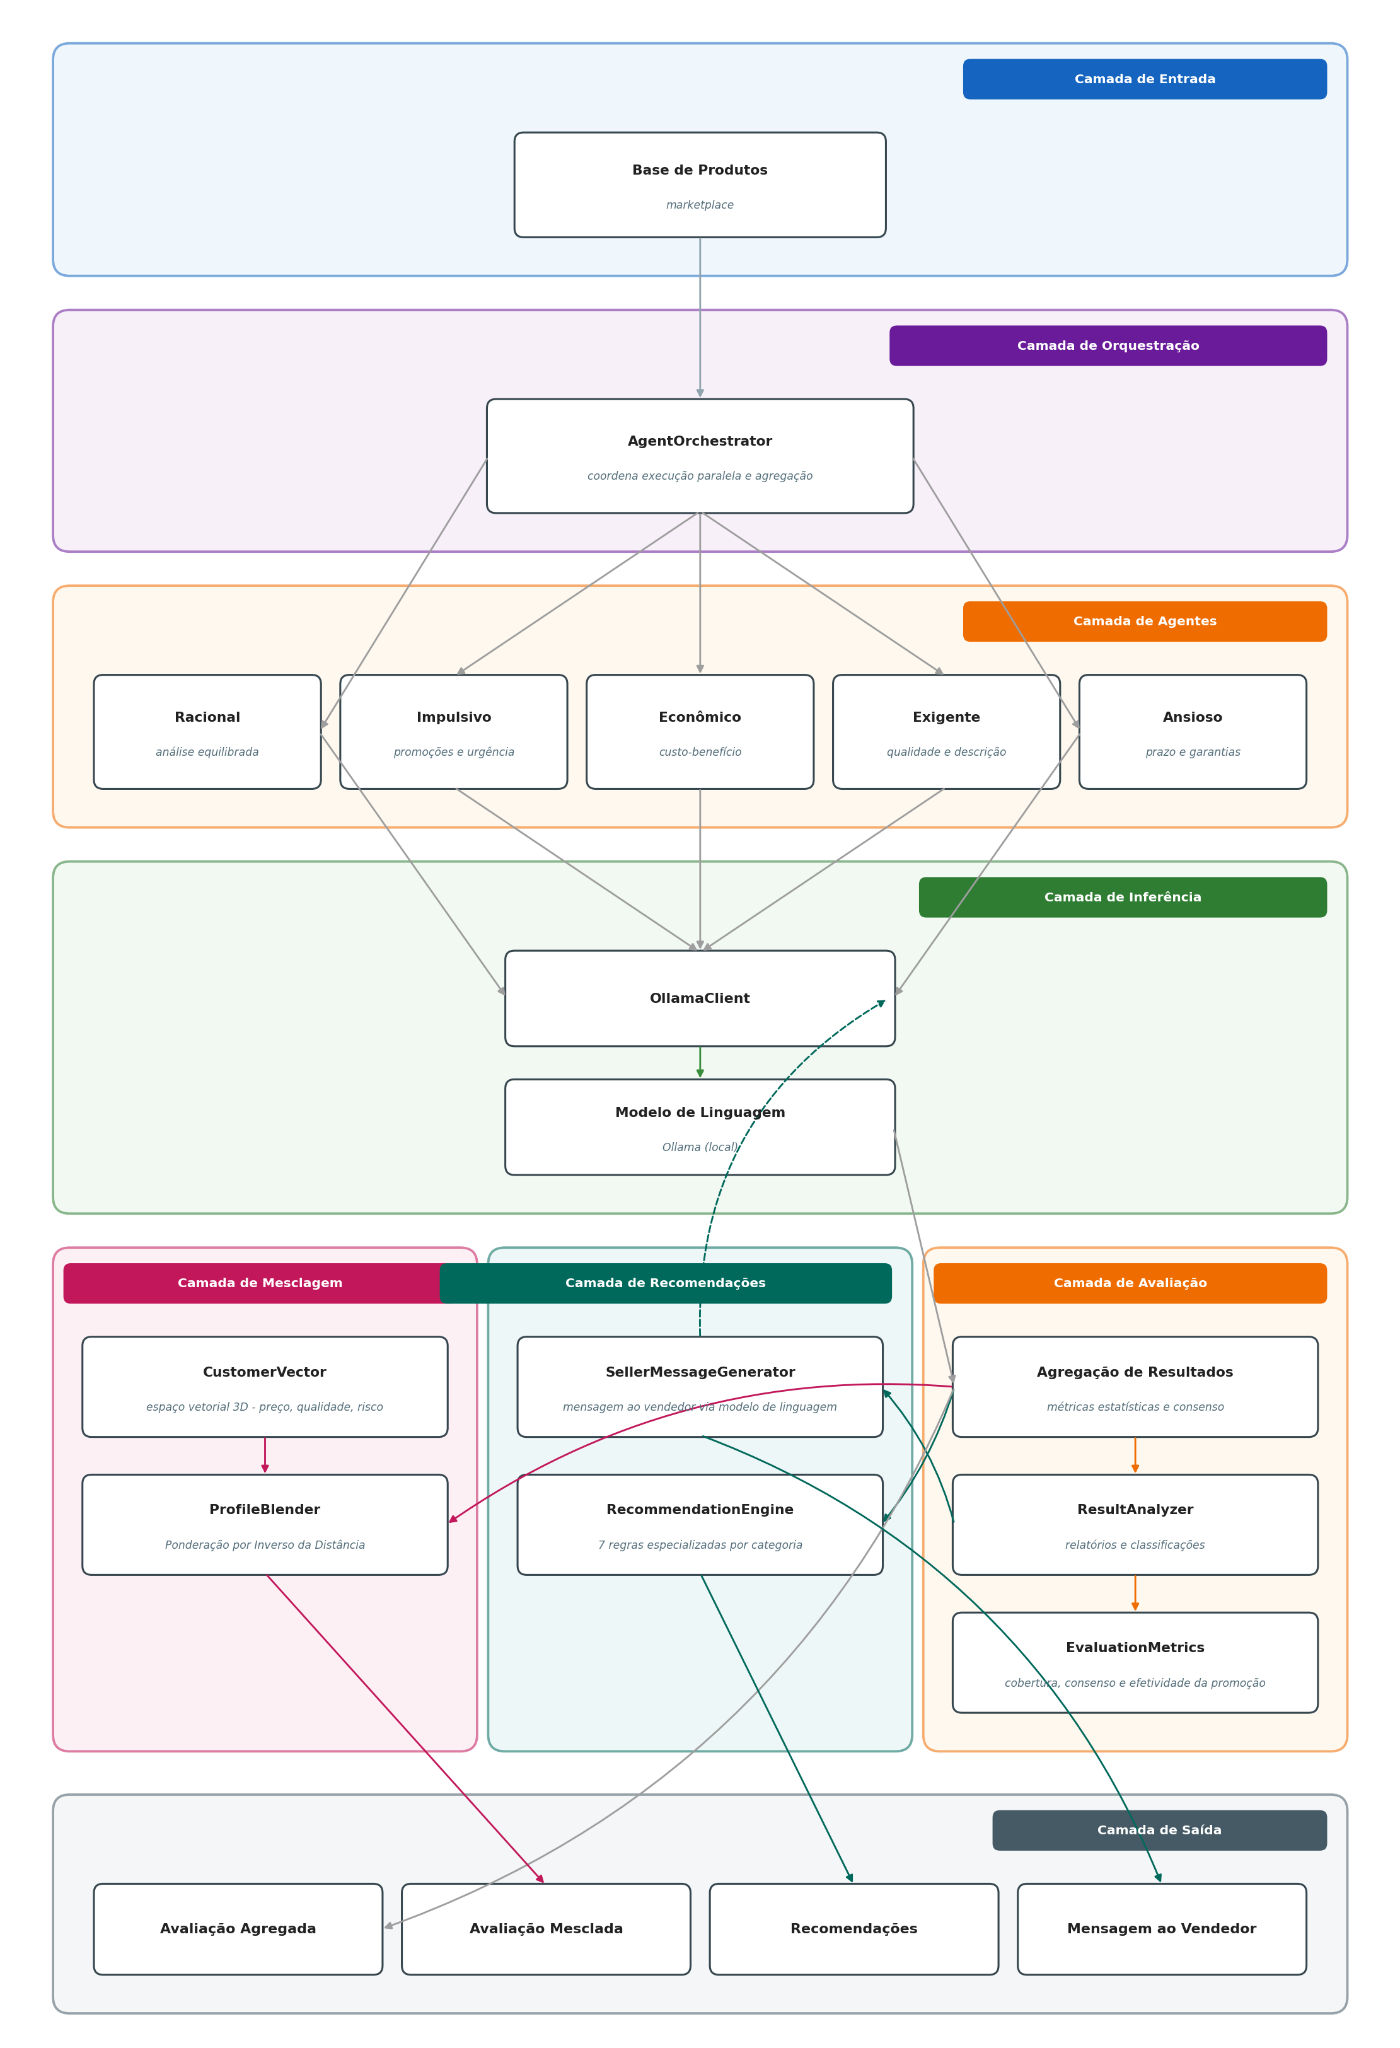 Camada de Entrada
Base de Produtos
marketplace
Camada de Orquestração
AgentOrchestrator
coordena execução paralela e agregação
Camada de Agentes
Racional
análise equilibrada
Impulsivo
promoções e urgência
Econômico
custo-benefício
Exigente
qualidade e descrição
Ansioso
prazo e garantias
Camada de Inferência
OllamaClient
Modelo de Linguagem
Ollama (local)
Camada de Mesclagem
CustomerVector
espaço vetorial 3D - preço, qualidade, risco
ProfileBlender
Ponderação por Inverso da Distância
Camada de Recomendações
SellerMessageGenerator
mensagem ao vendedor via modelo de linguagem
RecommendationEngine
7 regras especializadas por categoria
Camada de Avaliação
Agregação de Resultados
métricas estatísticas e consenso
ResultAnalyzer
relatórios e classificações
EvaluationMetrics
cobertura, consenso e efetividade da promoção
Camada de Saída
Avaliação Agregada
Avaliação Mesclada
Recomendações
Mensagem ao Vendedor